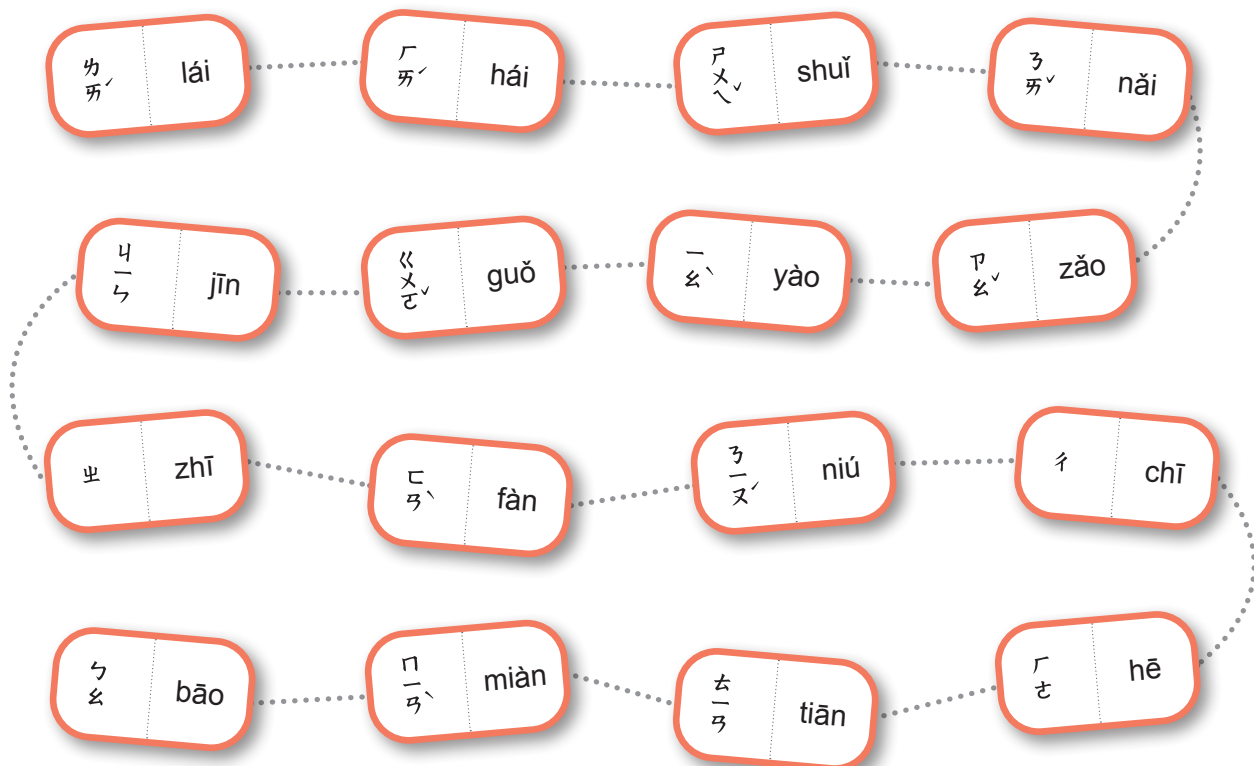 ㄌㄞˊ lái
ㄏㄞˊ hái
ㄕㄨㄟˇ shuǐ
ㄋㄞˇ nǎi
ㄐㄧㄣ jīn
ㄍㄨㄛˇ guǒ
ㄧㄠˋ yào
ㄗㄠˇ zǎo
ㄓ zhī
ㄈㄢˋ fàn
ㄋㄧㄡˊ niú
ㄔ chī
ㄅㄠ bāo
ㄇㄧㄢˋ miàn
ㄊㄧㄢ tiān
ㄏㄜ hē